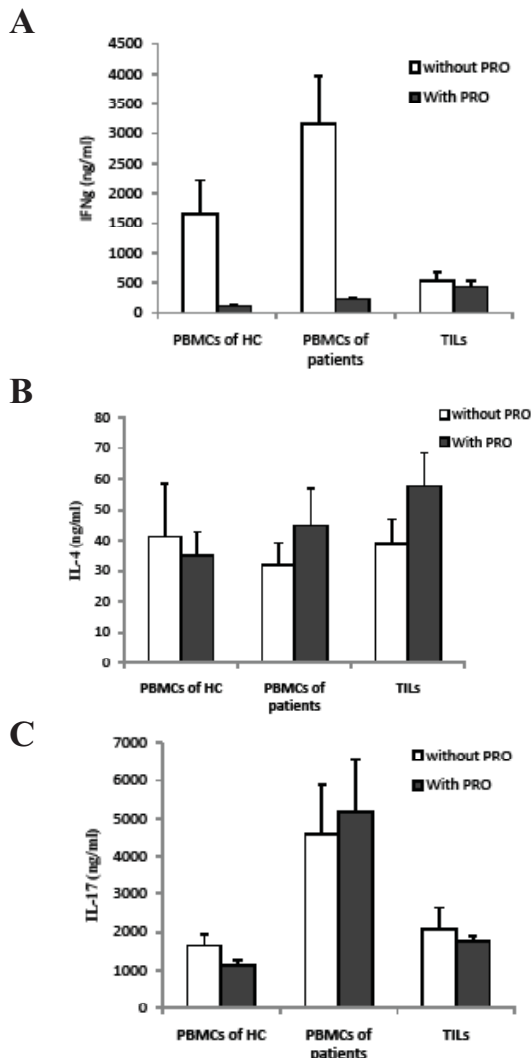 A
4500
4000
3500
3000
2500
2000
1500
1000
500
0
IFNg (ng/ml)
without PRO
With PRO
PBMCs of HC
PBMCs of
patients
TILs
B
80
70
60
50
40
30
20
10
0
IL-4 (ng/ml)
without PRO
With PRO
PBMCs of HC
PBMCs of
patients
TILs
C
7000
6000
5000
4000
3000
2000
1000
0
IL-17 (ng/ml)
without PRO
With PRO
PBMCs of HC
PBMCs of
patients
TILs